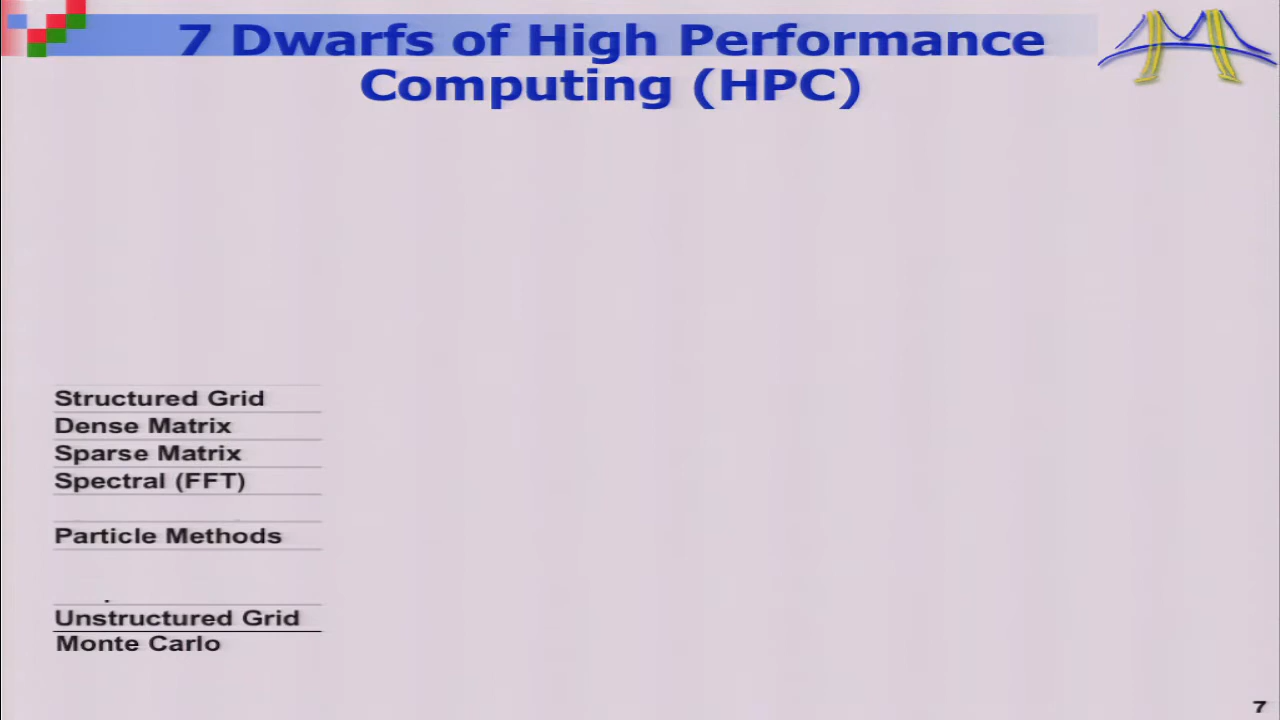 7 Dwarfs of High Performance
Computing (HPC)
Structured Grid
Dense Matrix
Sparse Matrix
Spectral (FFT)
Particle Methods
Unstructured Grid
Monte Carlo
7